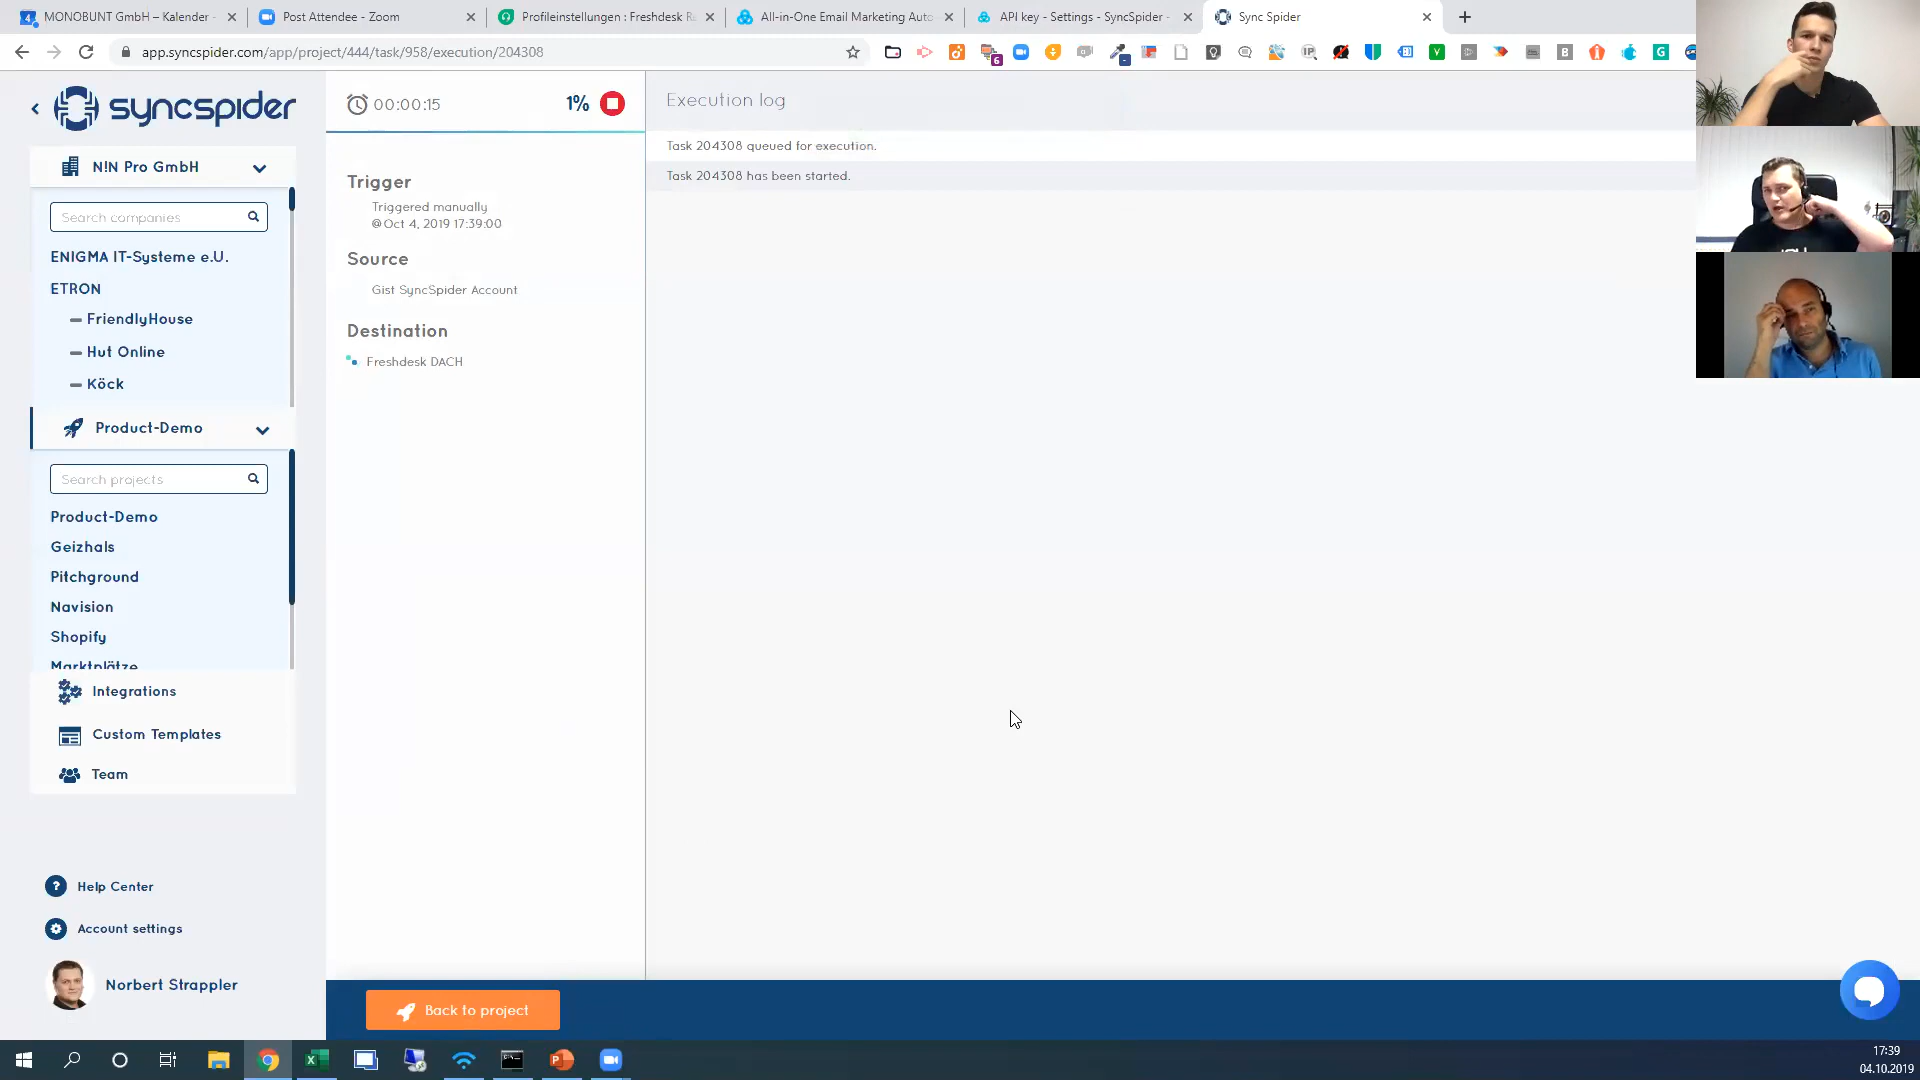 MONOBUNT GmbH – Kalender -
Post Attendee - Zoom
Profileinstellungen : Freshdesk Re
All-in-One Email Marketing Auto
API key - Settings - SyncSpider -
Sync Spider
app.syncspider.com/app/project/444/task/958/execution/204308
syncspider
N!N Pro GmbH
Search companies
ENIGMA IT-Systeme e.U.
ETRON
FriendlyHouse
Hut Online
Köck
Product-Demo
Search projects
Product-Demo
Geizhals
Pitchground
Navision
Shopify
Marktplätze
Integrations
Custom Templates
Team
Help Center
Account settings
Norbert Strappler
00:00:15
1%
Trigger
Triggered manually
@ Oct 4, 2019 17:39:00
Source
Gist SyncSpider Account
Destination
Freshdesk DACH
Execution log
Task 204308 queued for execution.
Task 204308 has been started.
Back to project
17:39
04.10.2019